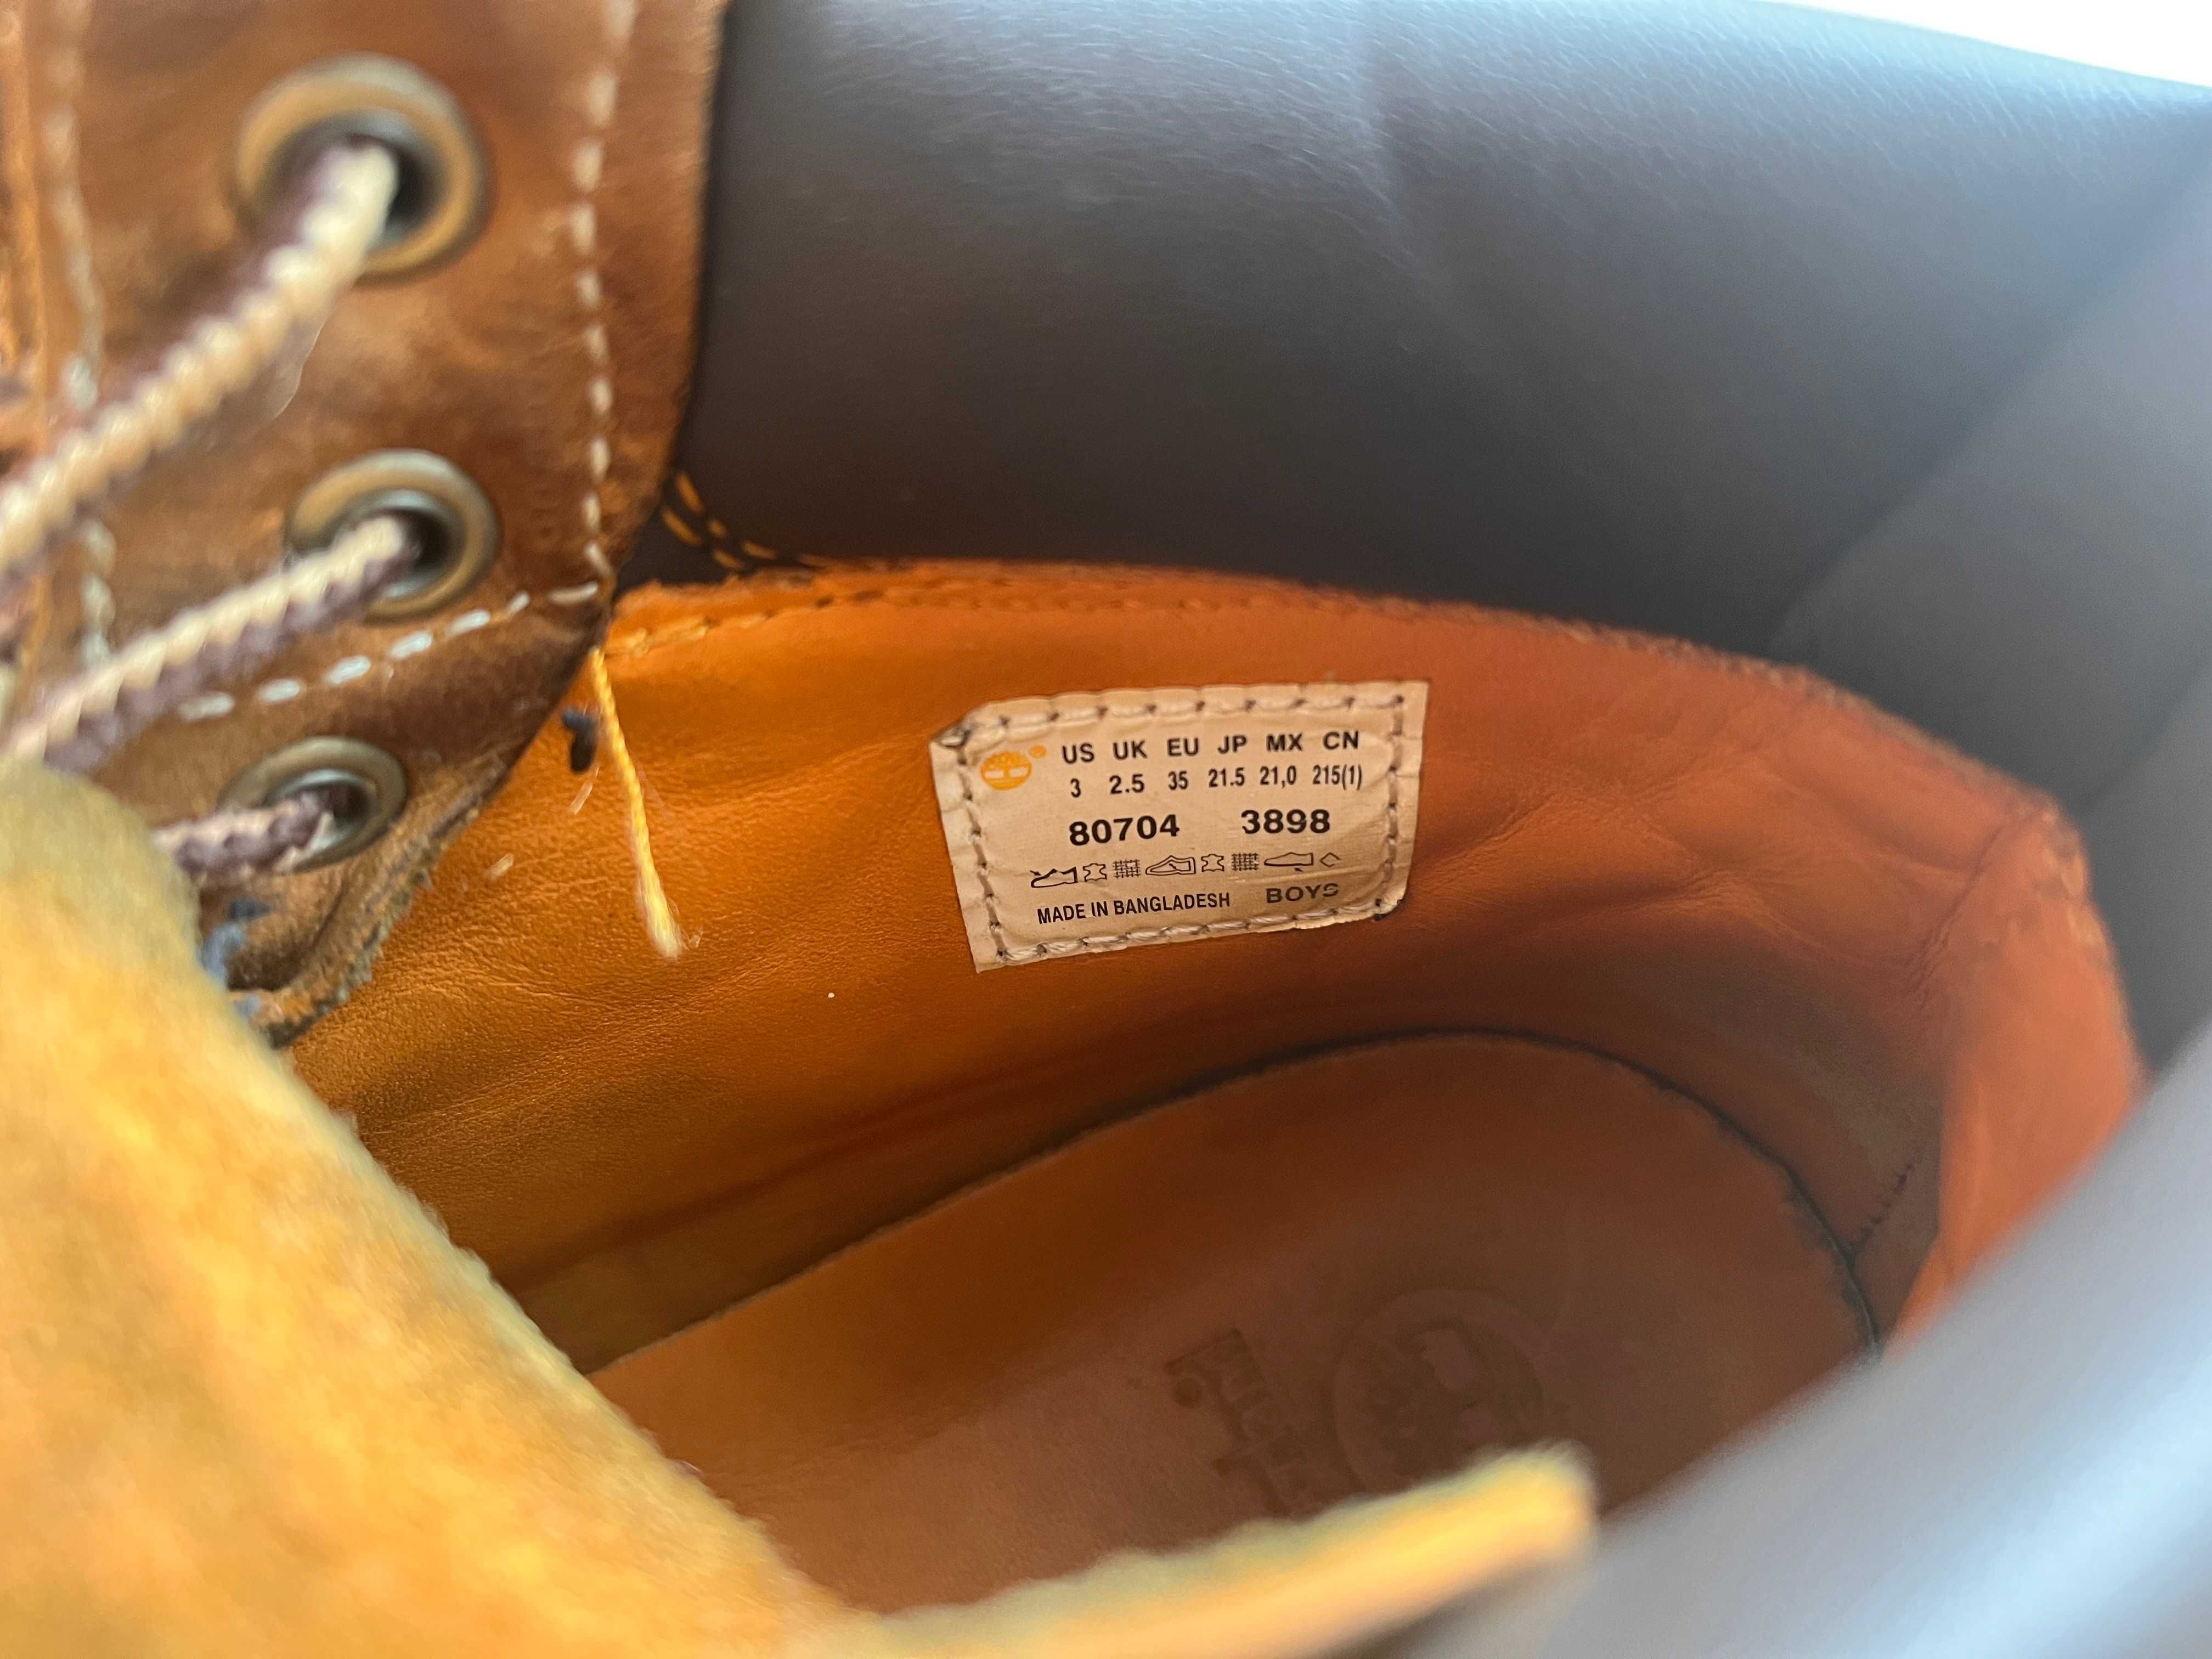 US UK EU JP MX CN
3 2.5 35 21.5 21,0 215(1)
80704 3898
MADE IN BANGLADESH BOYS